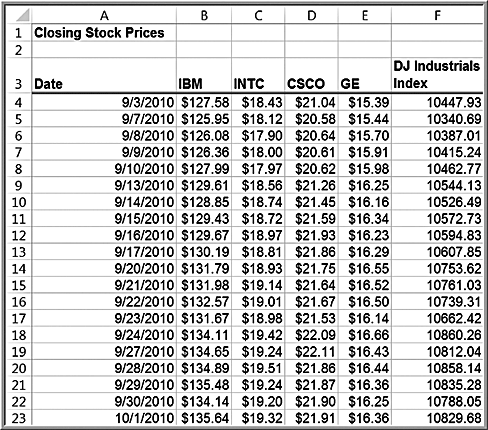 A B C D E F
1 Closing Stock Prices
2
DJ Industrials
3 Date IBM INTC CSCO GE Index
4 9/3/2010 $127.58 $18.43 $21.04 $15.39 10447.93
5 9/7/2010 $125.95 $18.12 $20.58 $15.44 10340.69
6 9/8/2010 $126.08 $17.90 $20.64 $15.70 10387.01
7 9/9/2010 $126.36 $18.00 $20.61 $15.91 10415.24
8 9/10/2010 $127.99 $17.97 $20.62 $15.98 10462.77
9 9/13/2010 $129.61 $18.56 $21.26 $16.25 10544.13
10 9/14/2010 $128.85 $18.74 $21.45 $16.16 10526.49
11 9/15/2010 $129.43 $18.72 $21.59 $16.34 10572.73
12 9/16/2010 $129.67 $18.97 $21.93 $16.23 10594.83
13 9/17/2010 $130.19 $18.81 $21.86 $16.29 10607.85
14 9/20/2010 $131.79 $18.93 $21.75 $16.55 10753.62
15 9/21/2010 $131.98 $19.14 $21.64 $16.52 10761.03
16 9/22/2010 $132.57 $19.01 $21.67 $16.50 10739.31
17 9/23/2010 $131.67 $18.98 $21.53 $16.14 10662.42
18 9/24/2010 $134.11 $19.42 $22.09 $16.66 10860.26
19 9/27/2010 $134.65 $19.24 $22.11 $16.43 10812.04
20 9/28/2010 $134.89 $19.51 $21.86 $16.44 10858.14
21 9/29/2010 $135.48 $19.24 $21.87 $16.36 10835.28
22 9/30/2010 $134.14 $19.20 $21.90 $16.25 10788.05
23 10/1/2010 $135.64 $19.32 $21.91 $16.36 10829.68